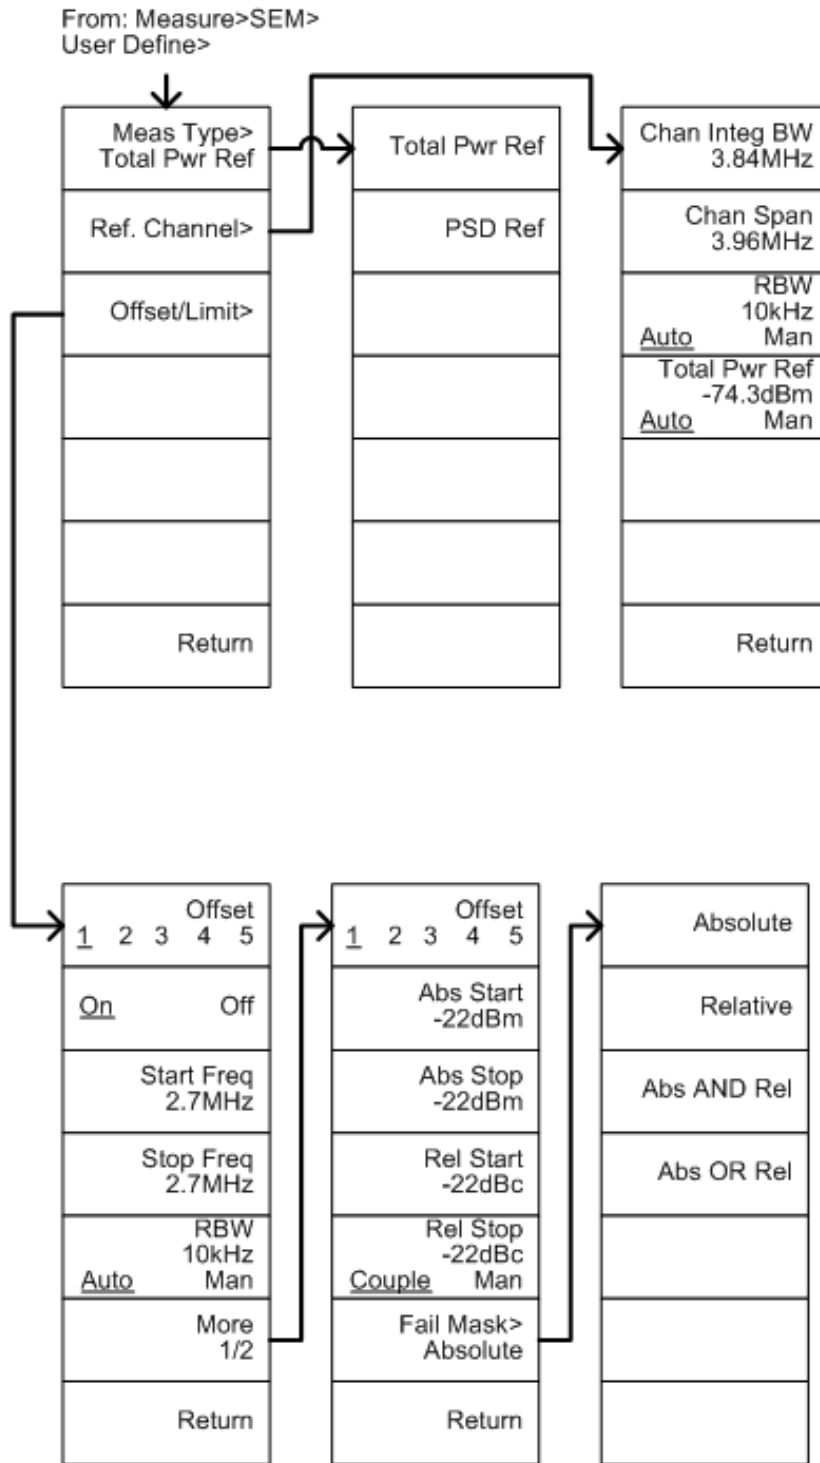 From: Measure>SEM>
User Define>
Meas Type>
Total Pwr Ref
Ref. Channel>
Offset/Limit>
Return
Total Pwr Ref
PSD Ref
Chan Integ BW
3.84MHz
Chan Span
3.96MHz
RBW
10kHz
Auto Man
Total Pwr Ref
-74.3dBm
Auto Man
Return
Offset
1 2 3 4 5
On Off
Start Freq
2.7MHz
Stop Freq
2.7MHz
RBW
10kHz
Auto Man
More
1/2
Return
Offset
1 2 3 4 5
Abs Start
-22dBm
Abs Stop
-22dBm
Rel Start
-22dBc
Rel Stop
-22dBc
Couple Man
Fail Mask>
Absolute
Return
Absolute
Relative
Abs AND Rel
Abs OR Rel